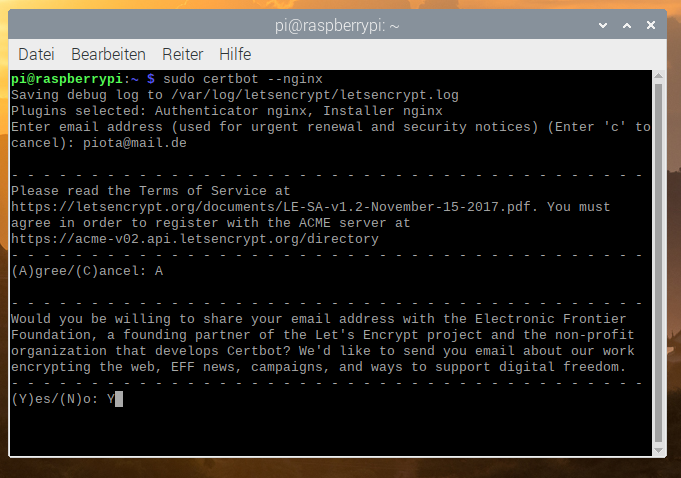 pi@raspberrypi: ~
Datei Bearbeiten Reiter Hilfe
pi@raspberrypi:~ $ sudo certbot --nginx
Saving debug log to /var/log/letsencrypt/letsencrypt.log
Plugins selected: Authenticator nginx, Installer nginx
Enter email address (used for urgent renewal and security notices) (Enter 'c' to
cancel): piota@mail.de
- - - - - - - - - - - - - - - - - - - - - - - - - - - - - - - - - - - - - - - -
Please read the Terms of Service at
https://letsencrypt.org/documents/LE-SA-v1.2-November-15-2017.pdf. You must
agree in order to register with the ACME server at
https://acme-v02.api.letsencrypt.org/directory
- - - - - - - - - - - - - - - - - - - - - - - - - - - - - - - - - - - - - - - -
(A)gree/(C)ancel: A
- - - - - - - - - - - - - - - - - - - - - - - - - - - - - - - - - - - - - - - -
Would you be willing to share your email address with the Electronic Frontier
Foundation, a founding partner of the Let's Encrypt project and the non-profit
organization that develops Certbot? We'd like to send you email about our work
encrypting the web, EFF news, campaigns, and ways to support digital freedom.
- - - - - - - - - - - - - - - - - - - - - - - - - - - - - - - - - - - - - - - -
(Y)es/(N)o: Y